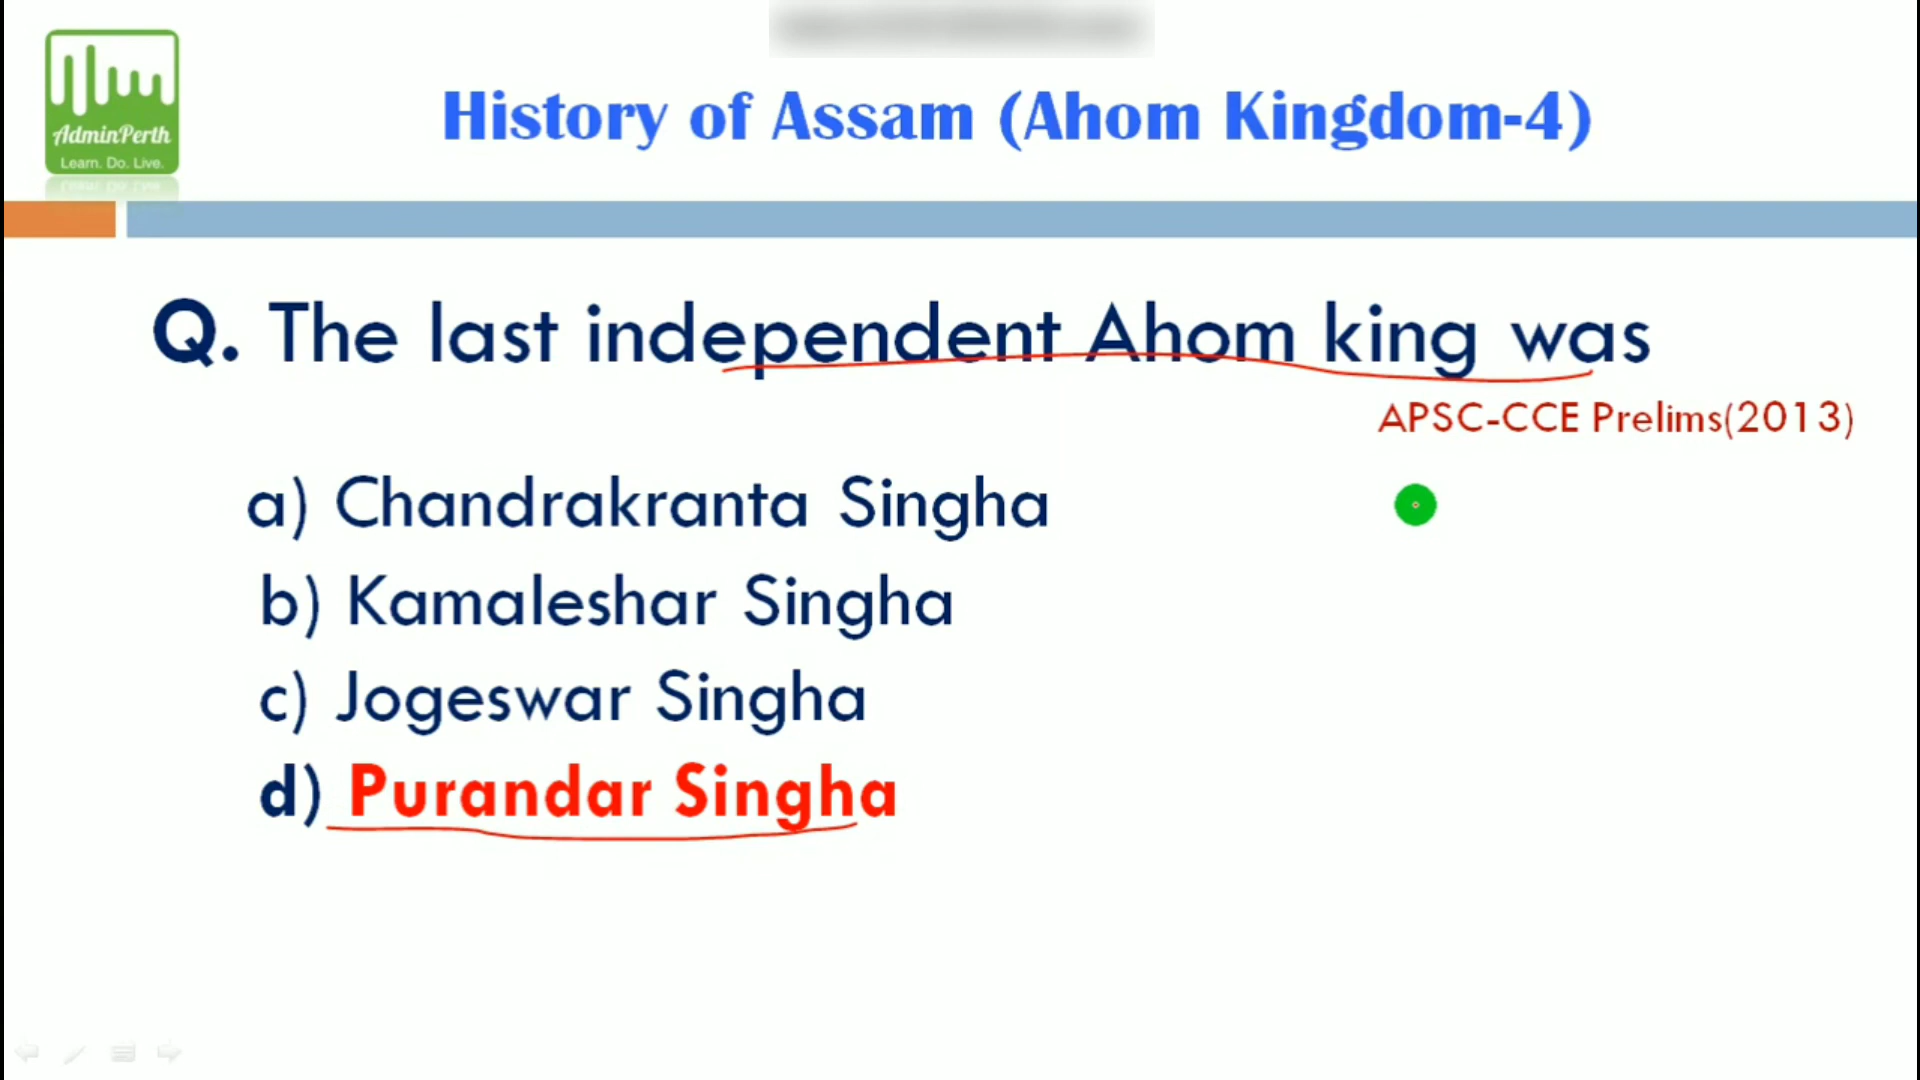 AdminPerth
Learn. Do. Live.
History of Assam (Ahom Kingdom-4)
Q. The last independent Ahom king was
APSC-CCE Prelims(2013)
a) Chandrakranta Singha
b) Kamaleshar Singha
c) Jogeswar Singha
d) Purandar Singha